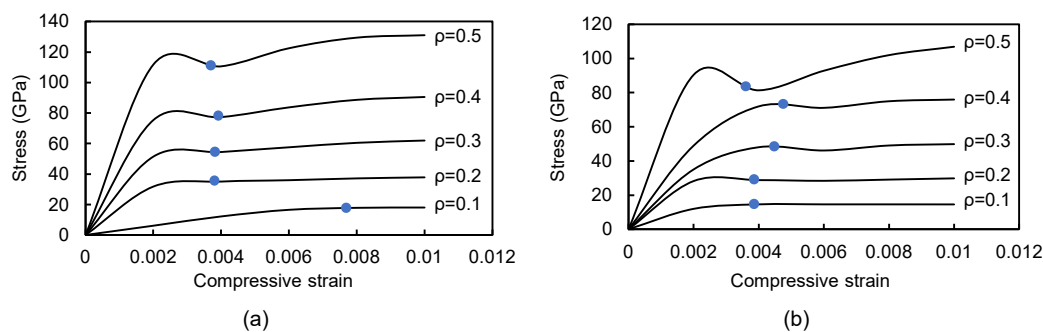 140
120
100
80
60
40
20
0
Stress (GPa)
0 0.002 0.004 0.006 0.008 0.01 0.012
Compressive strain
ρ=0.5
ρ=0.4
ρ=0.3
ρ=0.2
ρ=0.1
(a)
120
100
80
60
40
20
0
Stress (GPa)
0 0.002 0.004 0.006 0.008 0.01 0.012
Compressive strain
ρ=0.5
ρ=0.4
ρ=0.3
ρ=0.2
ρ=0.1
(b)